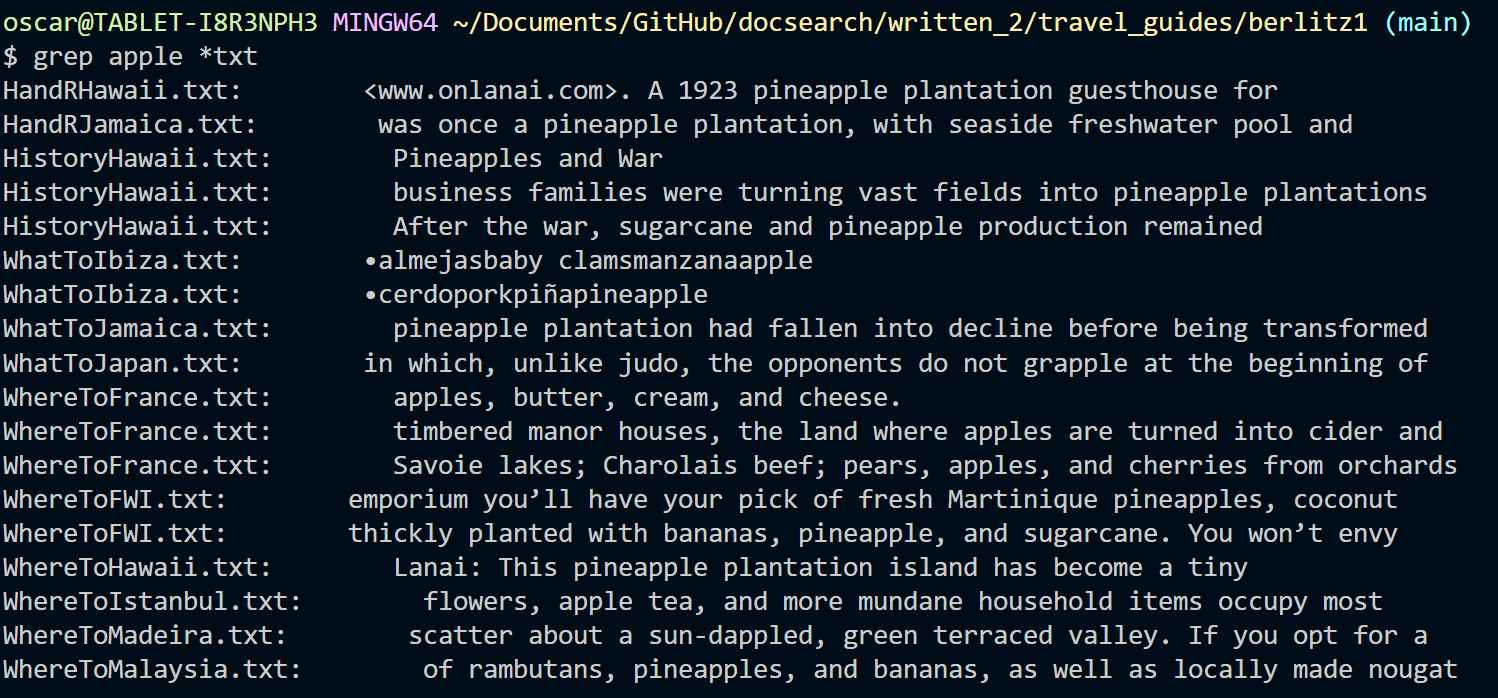 oscar@TABLET-I8R3NPH3 MINGW64 ~/Documents/GitHub/docsearch/written_2/travel_guides/berlitz1 (main)
$ grep apple *txt
HandRHawaii.txt:        <www.onlanai.com>. A 1923 pineapple plantation guesthouse for
HandRJamaica.txt:        was once a pineapple plantation, with seaside freshwater pool and
HistoryHawaii.txt:        Pineapples and War
HistoryHawaii.txt:        business families were turning vast fields into pineapple plantations
HistoryHawaii.txt:        After the war, sugarcane and pineapple production remained
WhatToIbiza.txt:        •almejasbaby clamsmanzanaapple
WhatToIbiza.txt:        •cerdoporkpiñapineapple
WhatToJamaica.txt:        pineapple plantation had fallen into decline before being transformed
WhatToJapan.txt:        in which, unlike judo, the opponents do not grapple at the beginning of
WhereToFrance.txt:        apples, butter, cream, and cheese.
WhereToFrance.txt:        timbered manor houses, the land where apples are turned into cider and
WhereToFrance.txt:        Savoie lakes; Charolais beef; pears, apples, and cherries from orchards
WhereToFWI.txt:        emporium you’ll have your pick of fresh Martinique pineapples, coconut
WhereToFWI.txt:        thickly planted with bananas, pineapple, and sugarcane. You won’t envy
WhereToHawaii.txt:        Lanai: This pineapple plantation island has become a tiny
WhereToIstanbul.txt:        flowers, apple tea, and more mundane household items occupy most
WhereToMadeira.txt:        scatter about a sun-dappled, green terraced valley. If you opt for a
WhereToMalaysia.txt:        of rambutans, pineapples, and bananas, as well as locally made nougat